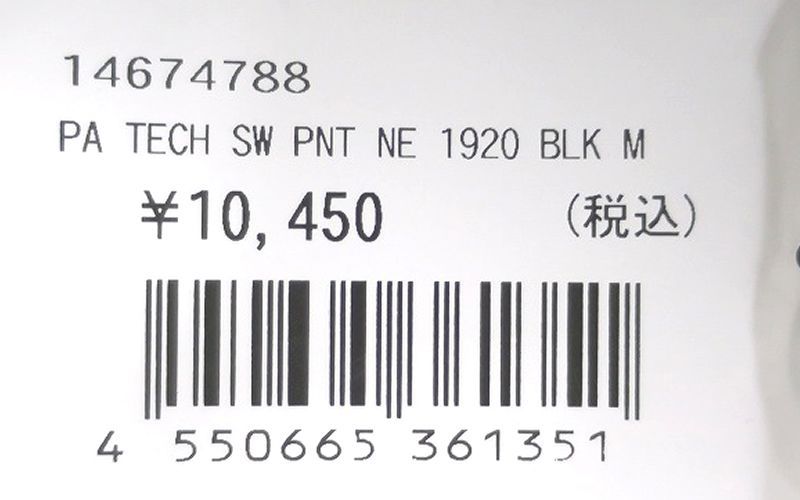 14674788
PA TECH SW PNT NE 1920 BLK M
¥10,450 (税込)
4 550665 361351